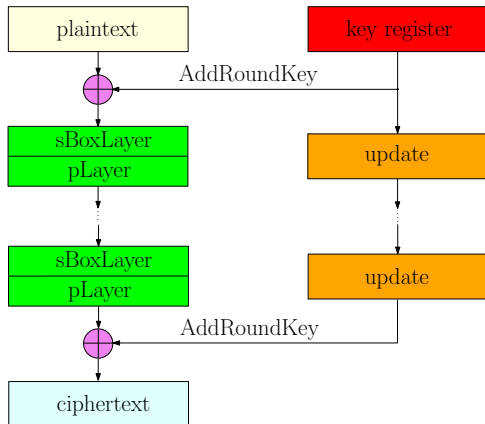 plaintext
key register
AddRoundKey
sBoxLayer
pLayer
update
sBoxLayer
pLayer
update
AddRoundKey
ciphertext